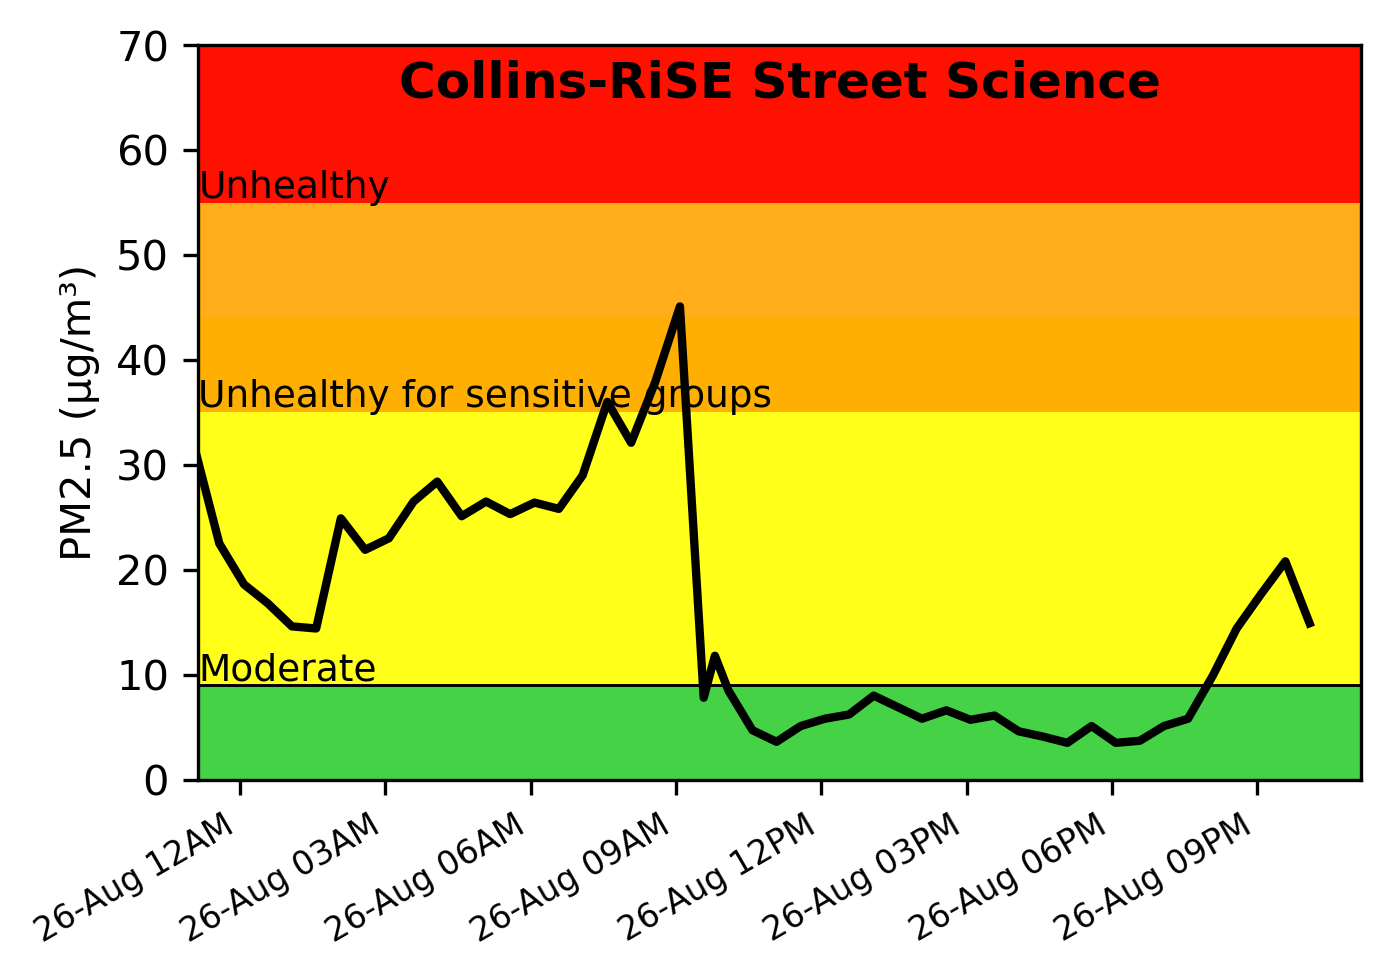 Collins-RiSE Street Science
70
60
Unhealthy
50
40
Unhealthy for sensitive groups
30
20
Moderate
10
0
PM2.5 (µg/m³)
26-Aug 12AM
26-Aug 03AM
26-Aug 06AM
26-Aug 09AM
26-Aug 12PM
26-Aug 03PM
26-Aug 06PM
26-Aug 09PM